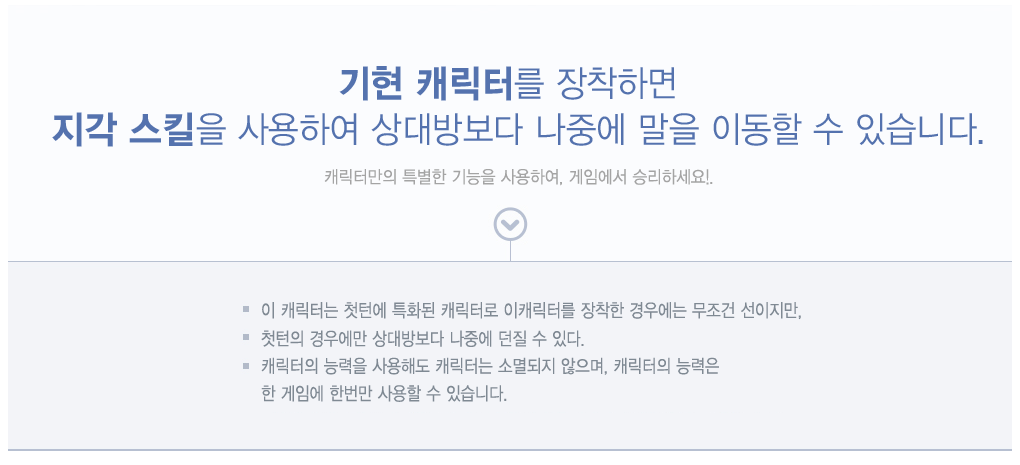 기현 캐릭터를 장착하면
지각 스킬을 사용하여 상대방보다 나중에 말을 이동할 수 있습니다.
캐릭터만의 특별한 기능을 사용하여, 게임에서 승리하세요!.
이 캐릭터는 첫턴에 특화된 캐릭터로 이캐릭터를 장착한 경우에는 무조건 선이지만,
첫턴의 경우에만 상대방보다 나중에 던질 수 있다.
캐릭터의 능력을 사용해도 캐릭터는 소멸되지 않으며, 캐릭터의 능력은
한 게임에 한번만 사용할 수 있습니다.